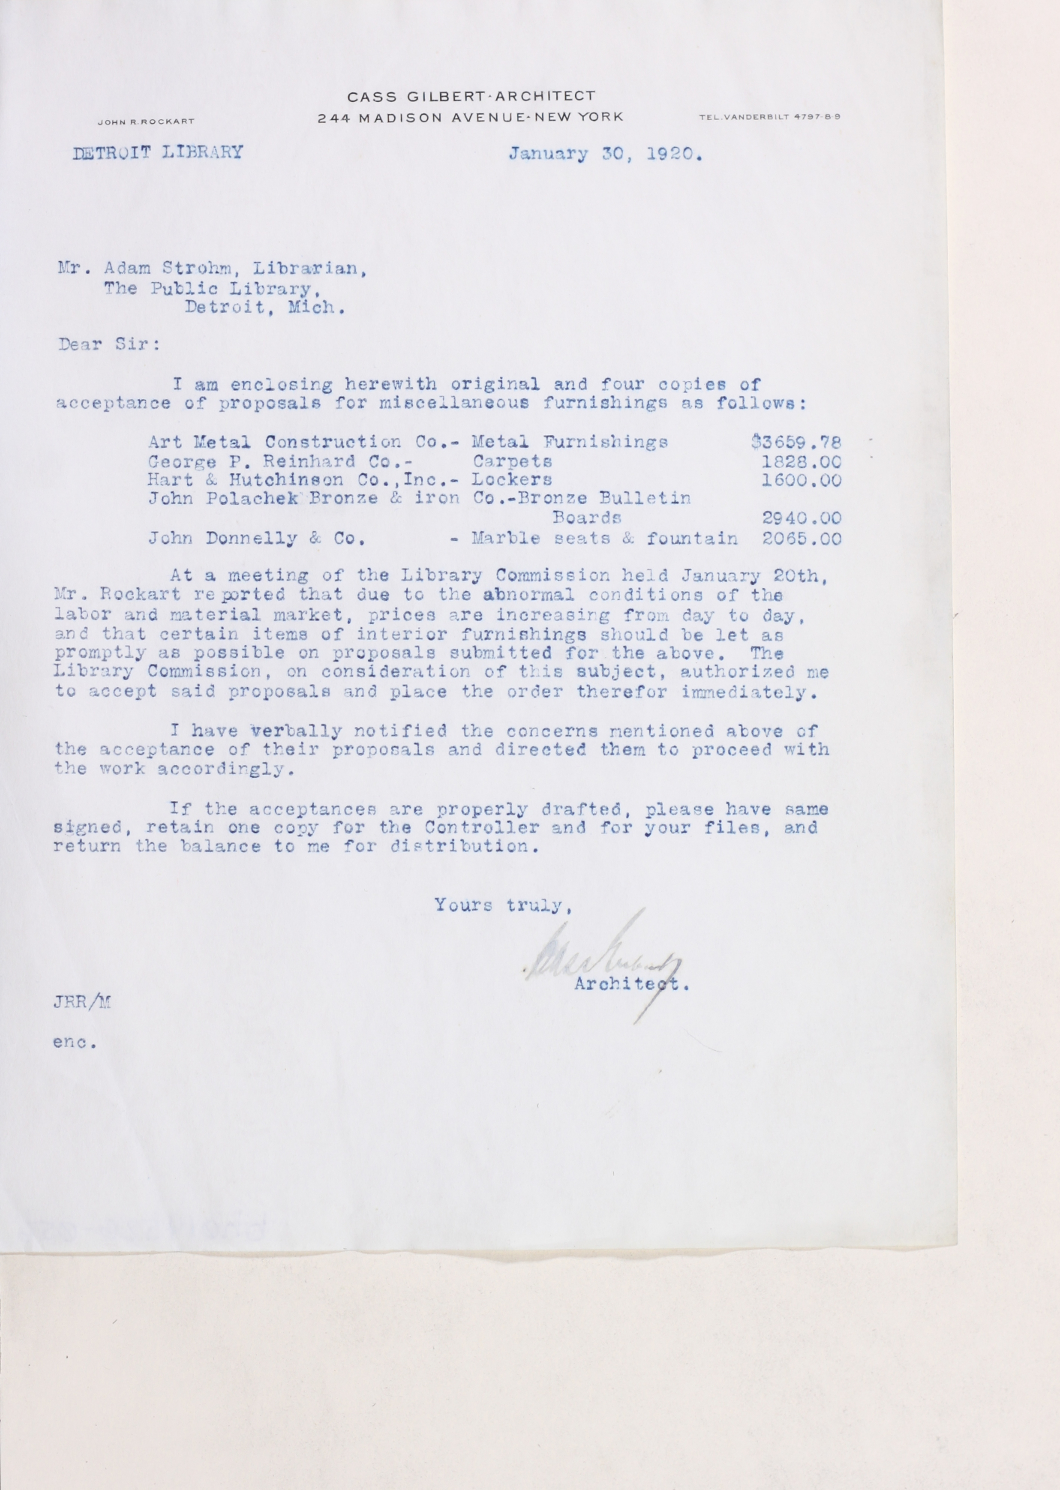 CASS GILBERT·ARCHITECT
244 MADISON AVENUE·NEW YORK
JOHN R. ROCKART
TEL. VANDERBILT 4797-8-9
DETROIT LIBRARY January 30, 1920.
Mr. Adam Strohm, Librarian,
The Public Library,
Detroit, Mich.
Dear Sir:
I am enclosing herewith original and four copies of
acceptance of proposals for miscellaneous furnishings as follows:
Art Metal Construction Co.- Metal Furnishings $3659.78
George P. Reinhard Co.- Carpets 1828.00
Hart & Hutchinson Co.,Inc.- Lockers 1600.00
John Polachek Bronze & iron Co.-Bronze Bulletin
Boards 2940.00
John Donnelly & Co. - Marble seats & fountain 2065.00
At a meeting of the Library Commission held January 20th,
Mr. Rockart reported that due to the abnormal conditions of the
labor and material market, prices are increasing from day to day,
and that certain items of interior furnishings should be let as
promptly as possible on proposals submitted for the above. The
Library Commission, on consideration of this subject, authorized me
to accept said proposals and place the order therefor immediately.
I have verbally notified the concerns mentioned above of
the acceptance of their proposals and directed them to proceed with
the work accordingly.
If the acceptances are properly drafted, please have same
signed, retain one copy for the Controller and for your files, and
return the balance to me for distribution.
Yours truly,
Cass Gilbert
Architect.
JRR/M
enc.